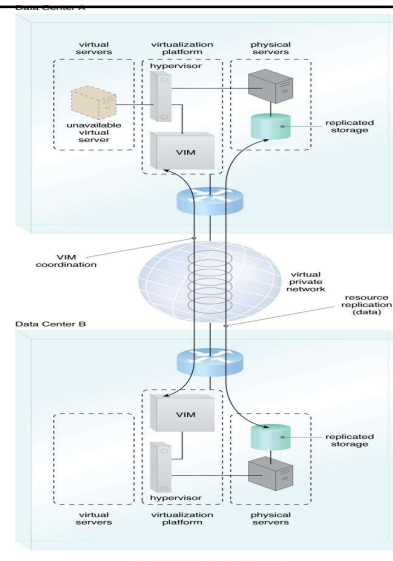 Data Center A
virtual servers
virtualization platform
physical servers
hypervisor
unavailable virtual server
VIM
replicated storage
VIM coordination
virtual private network
resource replication (data)
Data Center B
VIM
replicated storage
hypervisor
virtual servers
virtualization platform
physical servers